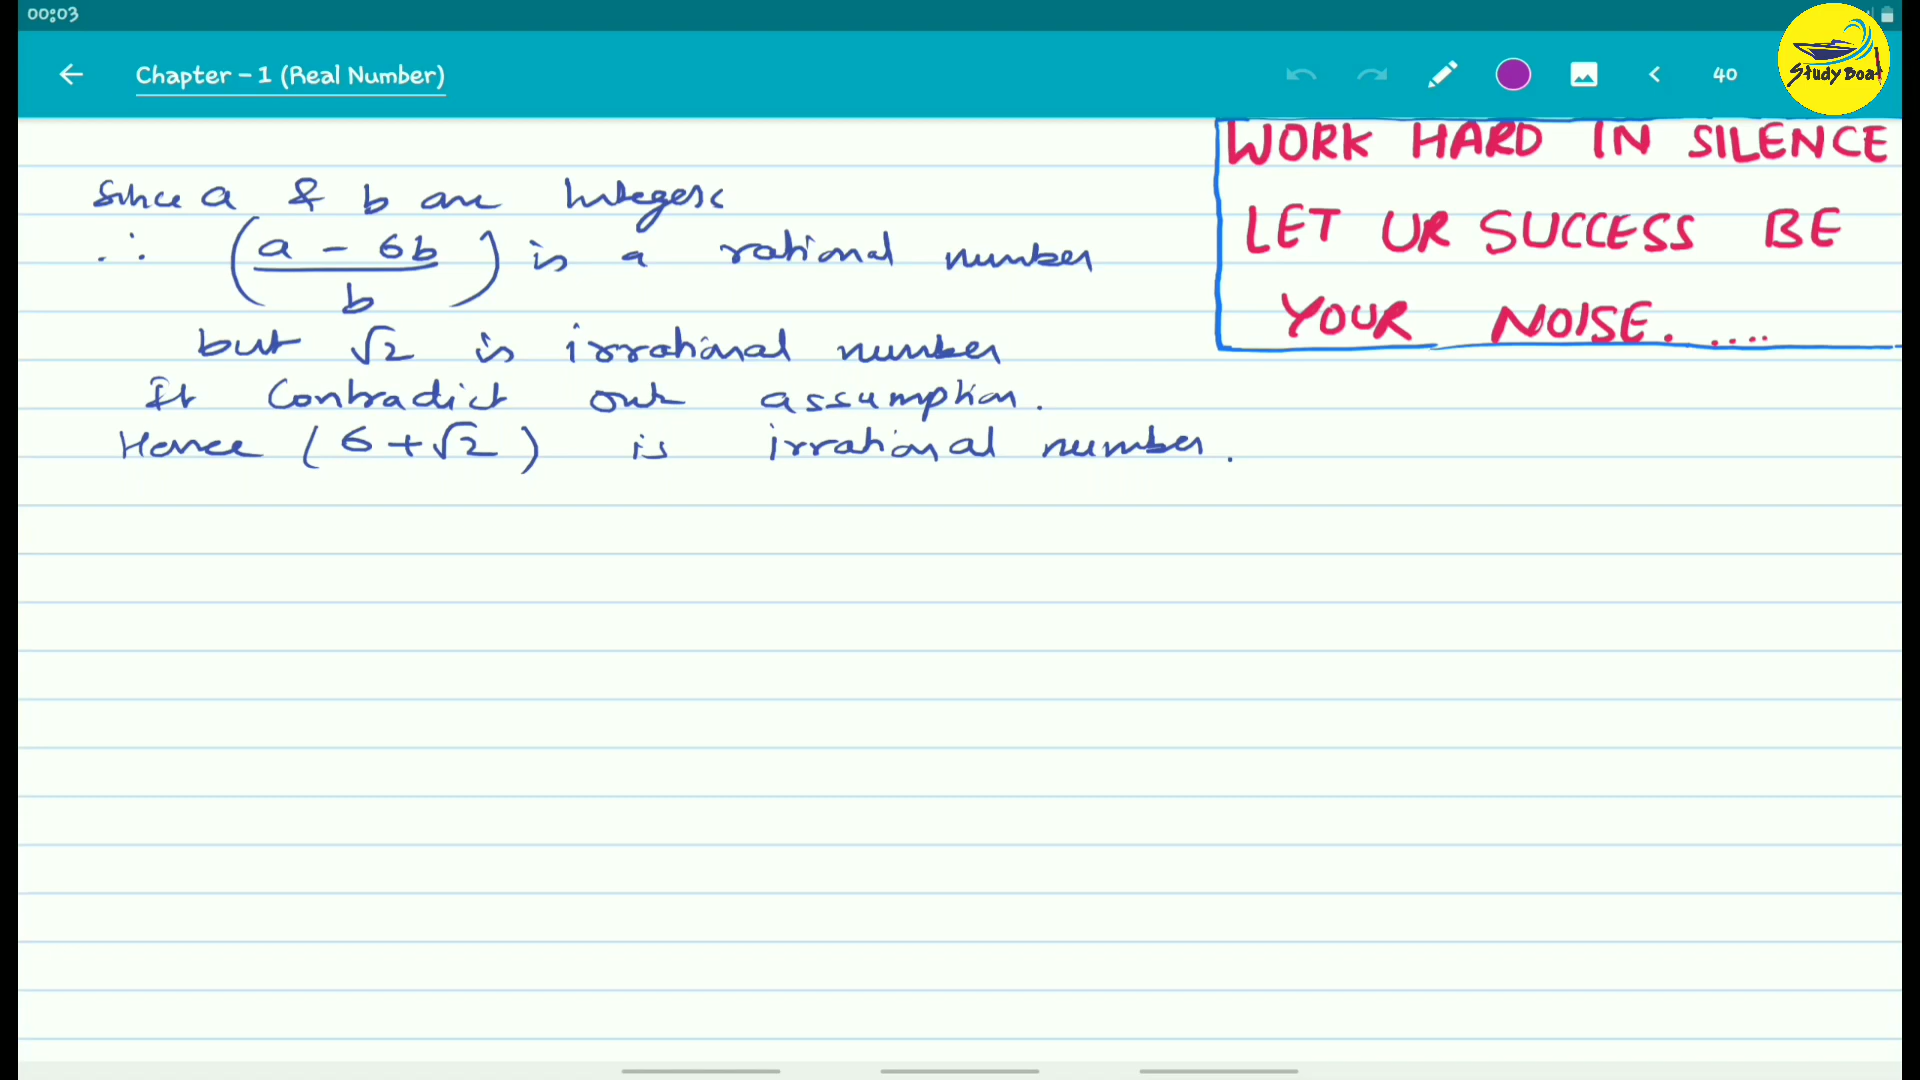 00:03
Chapter – 1 (Real Number)
40
Study Boat
WORK HARD IN SILENCE
LET UR SUCCESS BE
YOUR NOISE.....
Since a & b are Integers
∴ (a - 6b / b) is a rational number
but √2 is irrational number
It Contradict our assumption.
Hence (6+√2) is irrational number.